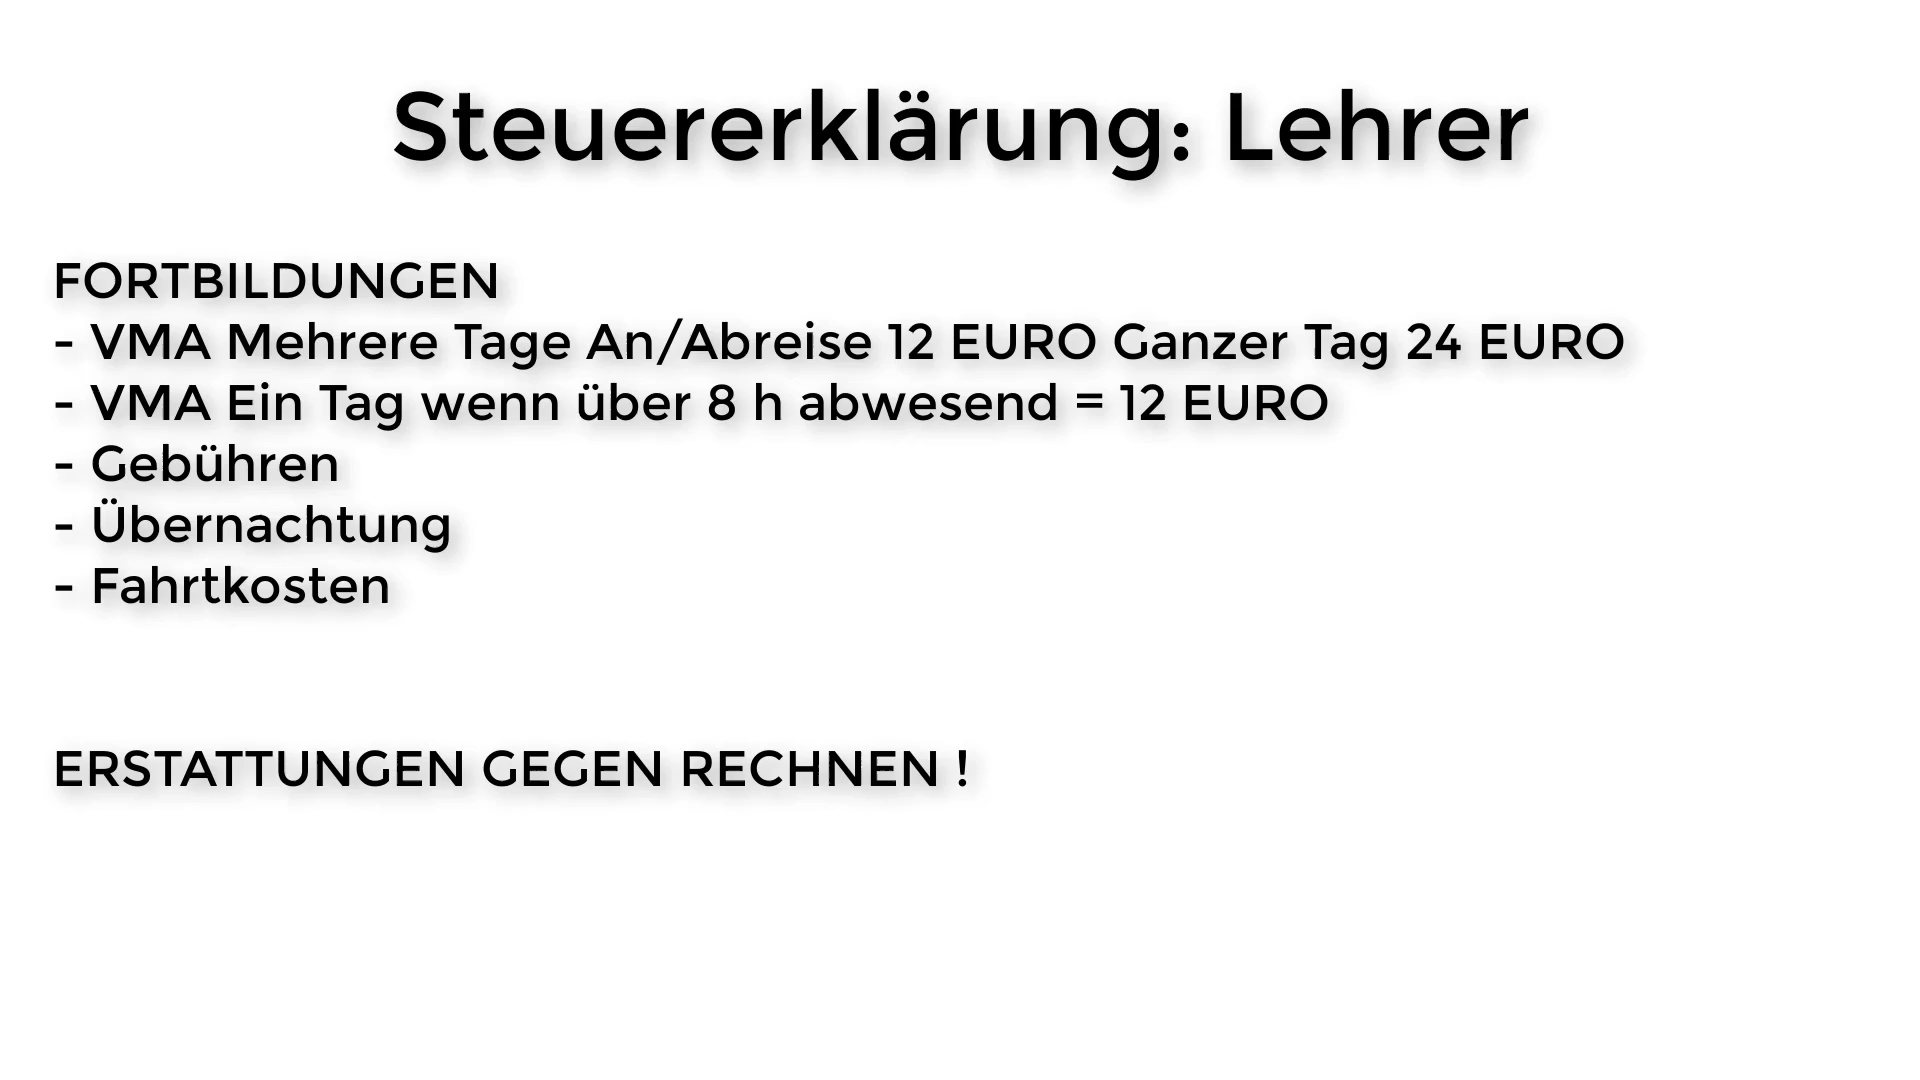 Steuererklärung: Lehrer
FORTBILDUNGEN
- VMA Mehrere Tage An/Abreise 12 EURO Ganzer Tag 24 EURO
- VMA Ein Tag wenn über 8 h abwesend = 12 EURO
- Gebühren
- Übernachtung
- Fahrtkosten
ERSTATTUNGEN GEGEN RECHNEN !